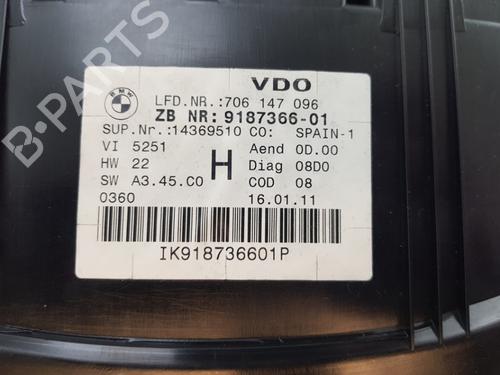 BMW
VDO
LFD.NR.:706 147 096
ZB NR: 9187366-01
SUP.Nr.:14369510 CO: SPAIN-1
VI 5251 Aend 0D.00
HW 22 H Diag 08D0
SW A3.45.C0 COD 08
0360 16.01.11
IK918736601P
B-PARTS